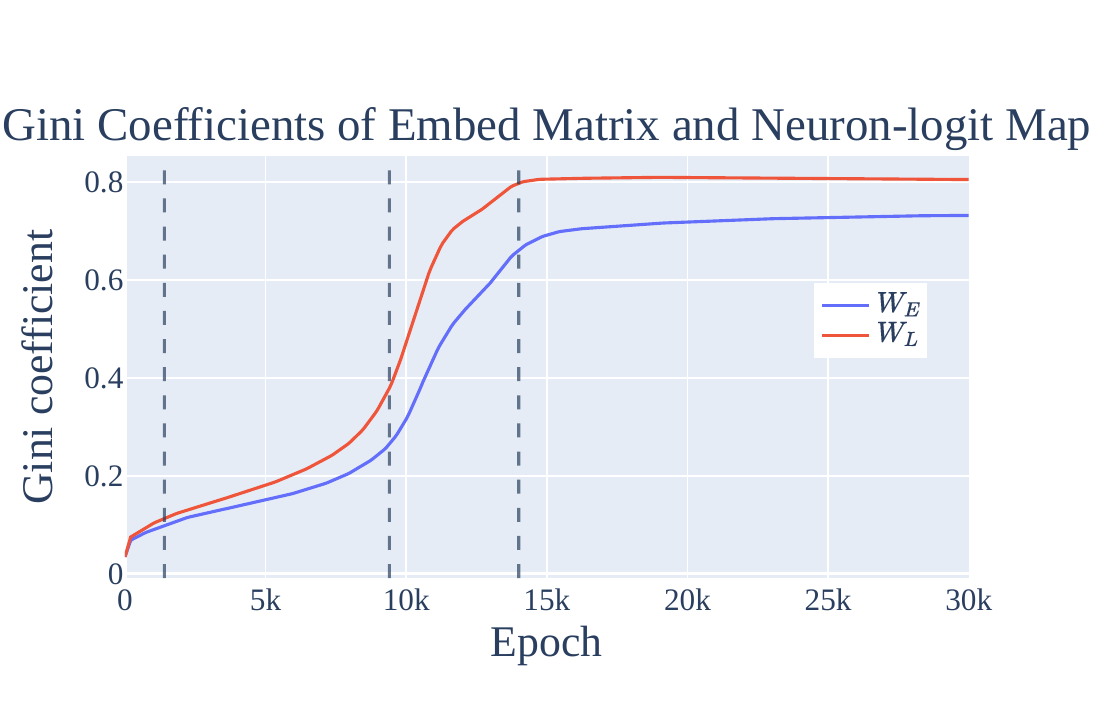 Gini Coefficients of Embed Matrix and Neuron-logit Map
Gini coefficient
0.8
0.6
0.4
0.2
0
0 5k 10k 15k 20k 25k 30k
Epoch
W_E
W_L